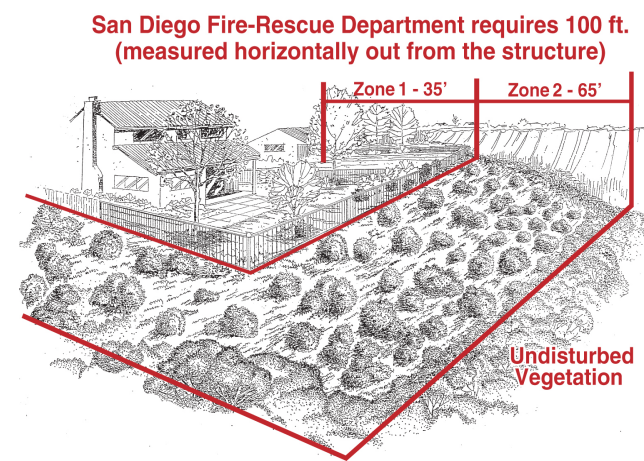 San Diego Fire-Rescue Department requires 100 ft.
(measured horizontally out from the structure)
Zone 1 - 35’
Zone 2 - 65’
Undisturbed
Vegetation